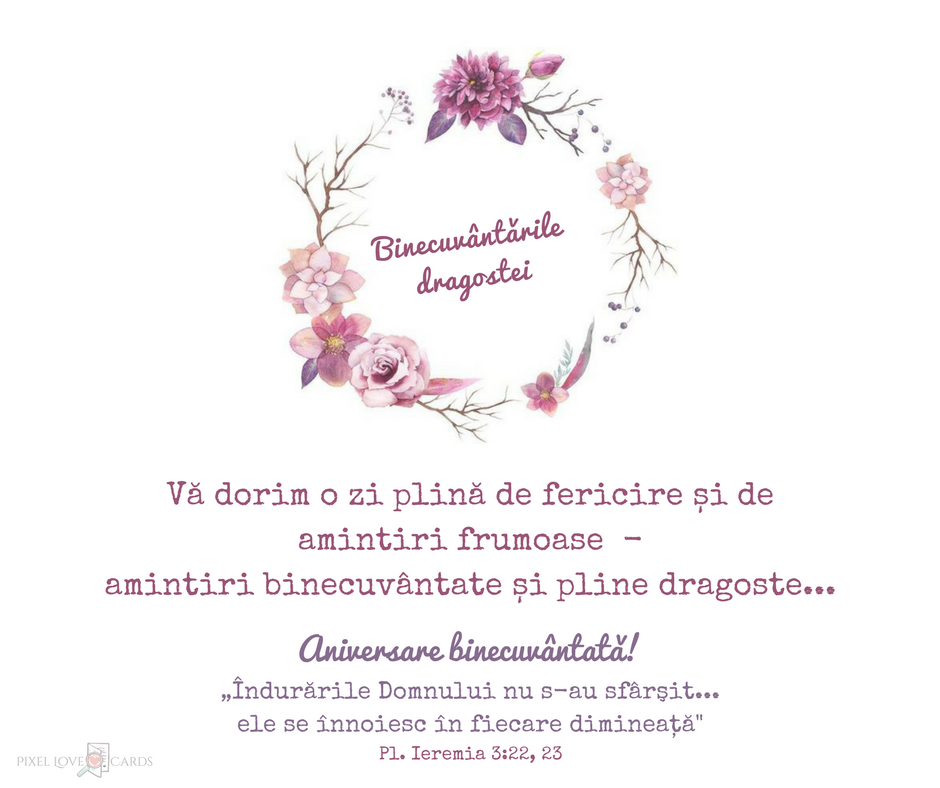 Binecuvântările
dragostei
Vă dorim o zi plină de fericire și de
amintiri frumoase -
amintiri binecuvântate și pline dragoste...
Aniversare binecuvântată!
„Îndurările Domnului nu s-au sfârşit...
ele se înnoiesc în fiecare dimineață"
Pl. Ieremia 3:22, 23
PIXEL LOVE CARDS